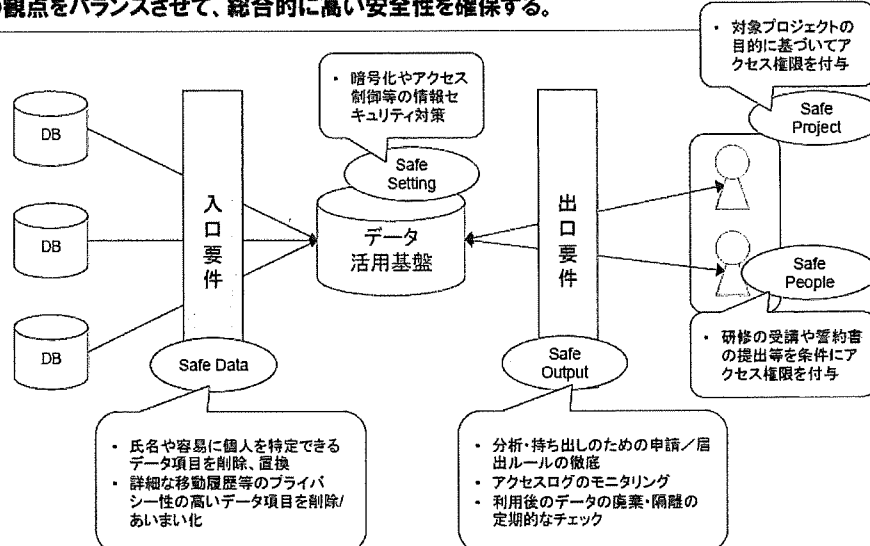 の観点をバランスさせて、総合的に高い安全性を確保する。
・ 対象プロジェクトの
目的に基づいてア
クセス権限を付与
Safe
Project
・ 暗号化やアクセス
制御等の情報セ
キュリティ対策
Safe
Setting
DB
DB
DB
入口要件
データ
活用基盤
出口要件
Safe
People
・ 研修の受講や誓約書
の提出等を条件にア
クセス権限を付与
Safe Data
・ 氏名や容易に個人を特定できる
データ項目を削除、置換
・ 詳細な移動履歴等のプライバ
シー性の高いデータ項目を削除/
あいまい化
Safe
Output
・ 分析・持ち出しのための申請／届
出ルールの徹底
・ アクセスログのモニタリング
・ 利用後のデータの廃棄・隔離の
定期的なチェック